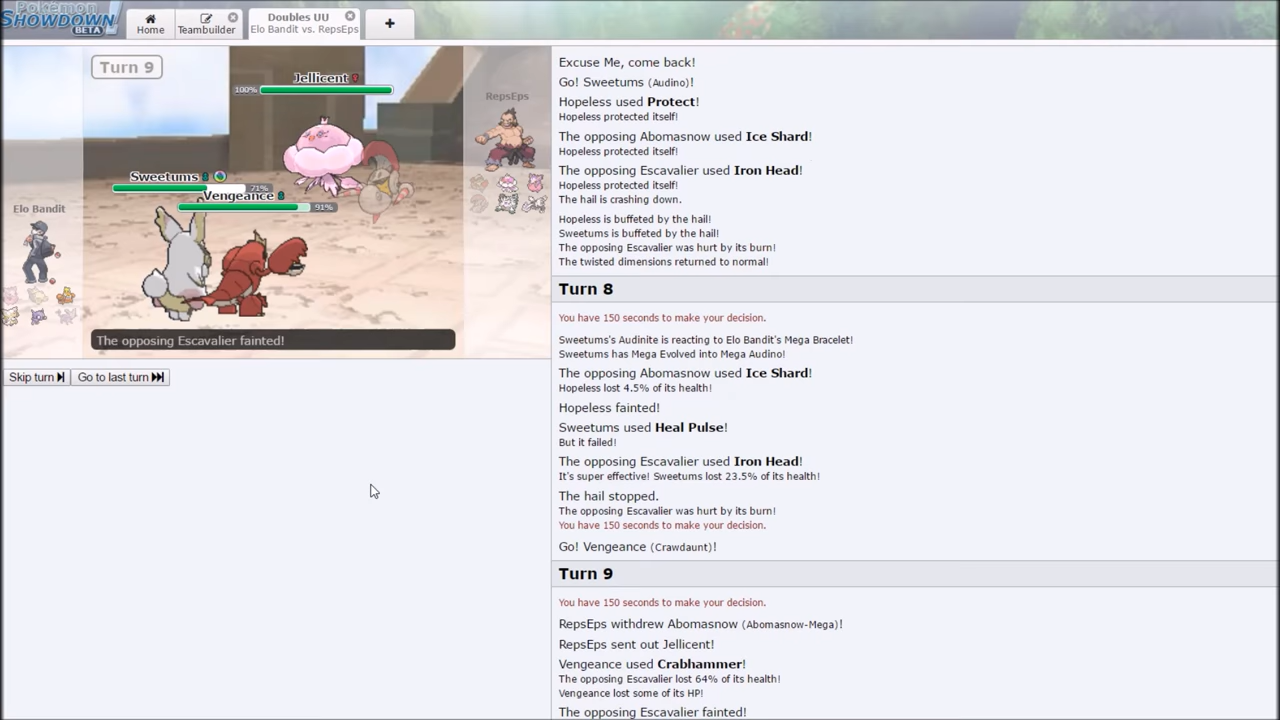 Pokémon
SHOWDOWN
BETA
Home
Teambuilder
Doubles UU
Elo Bandit vs. RepsEps
+
Turn 9
Jellicent
100%
RepsEps
Sweetums
71%
Vengeance
91%
Elo Bandit
The opposing Escavalier fainted!
Skip turn
Go to last turn
Excuse Me, come back!
Go! Sweetums (Audino)!
Hopeless used Protect!
Hopeless protected itself!
The opposing Abomasnow used Ice Shard!
Hopeless protected itself!
The opposing Escavalier used Iron Head!
Hopeless protected itself!
The hail is crashing down.
Hopeless is buffeted by the hail!
Sweetums is buffeted by the hail!
The opposing Escavalier was hurt by its burn!
The twisted dimensions returned to normal!
Turn 8
You have 150 seconds to make your decision.
Sweetums's Audinite is reacting to Elo Bandit's Mega Bracelet!
Sweetums has Mega Evolved into Mega Audino!
The opposing Abomasnow used Ice Shard!
Hopeless lost 4.5% of its health!
Hopeless fainted!
Sweetums used Heal Pulse!
But it failed!
The opposing Escavalier used Iron Head!
It's super effective! Sweetums lost 23.5% of its health!
The hail stopped.
The opposing Escavalier was hurt by its burn!
You have 150 seconds to make your decision.
Go! Vengeance (Crawdaunt)!
Turn 9
You have 150 seconds to make your decision.
RepsEps withdrew Abomasnow (Abomasnow-Mega)!
RepsEps sent out Jellicent!
Vengeance used Crabhammer!
The opposing Escavalier lost 64% of its health!
Vengeance lost some of its HP!
The opposing Escavalier fainted!